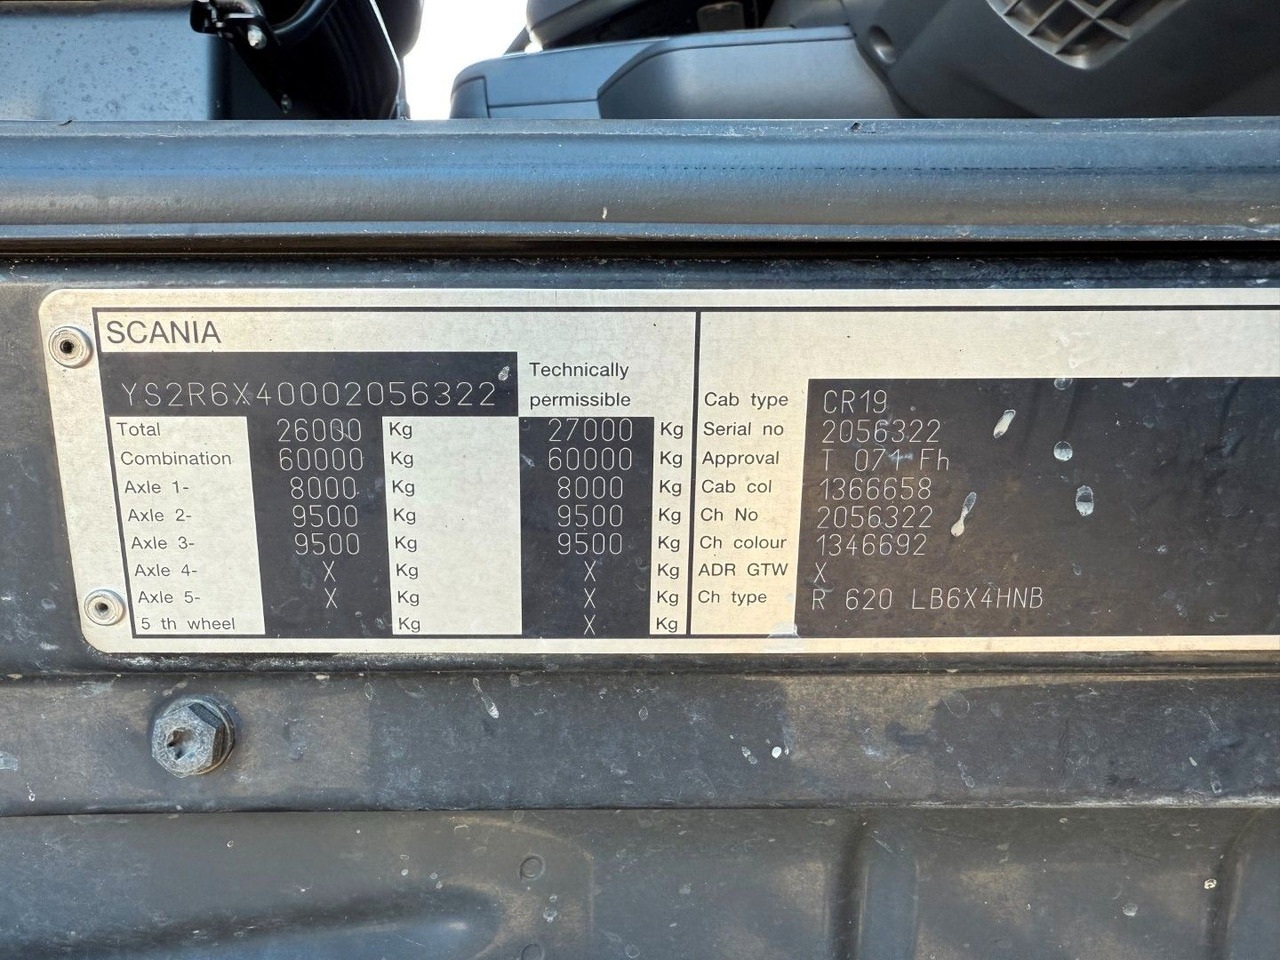 SCANIA
YS2R6X40002056322
Technically
permissible
Total 26000 Kg 27000 Kg
Combination 60000 Kg 60000 Kg
Axle 1- 8000 Kg 8000 Kg
Axle 2- 9500 Kg 9500 Kg
Axle 3- 9500 Kg 9500 Kg
Axle 4- X Kg X Kg
Axle 5- X Kg X Kg
5 th wheel Kg X Kg
Cab type CR19
Serial no 2056322
Approval T 071 Fh
Cab col 1366658
Ch No 2056322
Ch colour 1346692
ADR GTW X
Ch type R 620 LB6X4HNB